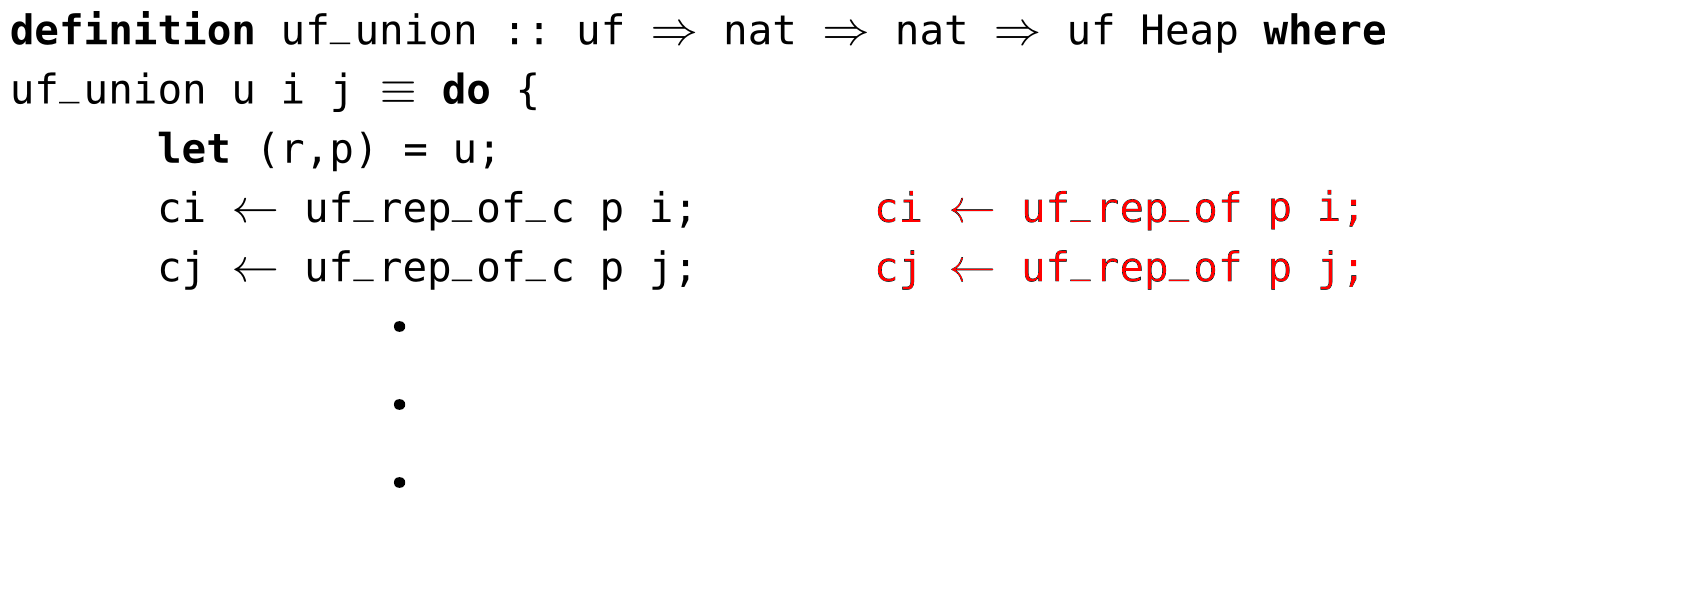 definition uf_union :: uf ⇒ nat ⇒ nat ⇒ uf Heap where
uf_union u i j ≡ do {
let (r,p) = u;
ci ← uf_rep_of_c p i; ci ← uf_rep_of p i;
cj ← uf_rep_of_c p j; cj ← uf_rep_of p j;
•
•
•